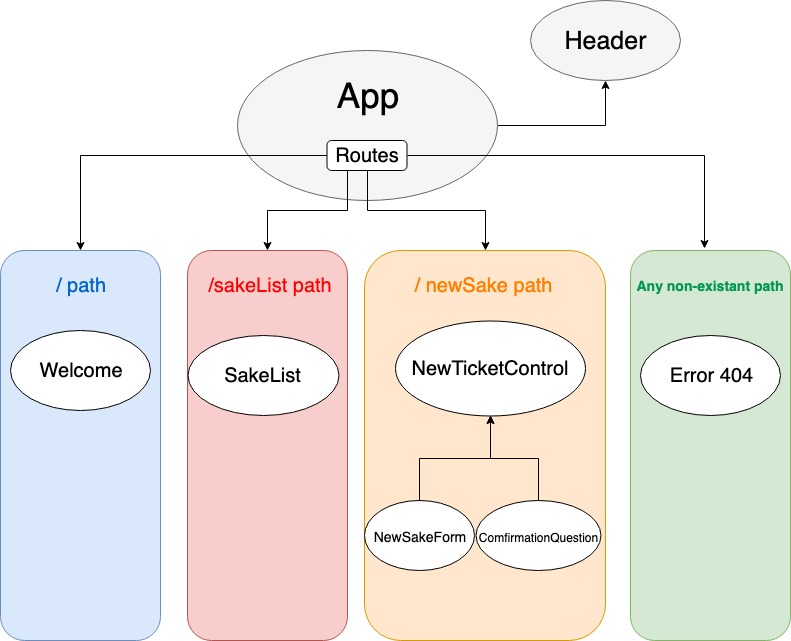 Header
App
Routes
/ path
/sakeList path
/ newSake path
Any non-existant path
Welcome
SakeList
NewTicketControl
Error 404
NewSakeForm
ComfirmationQuestion